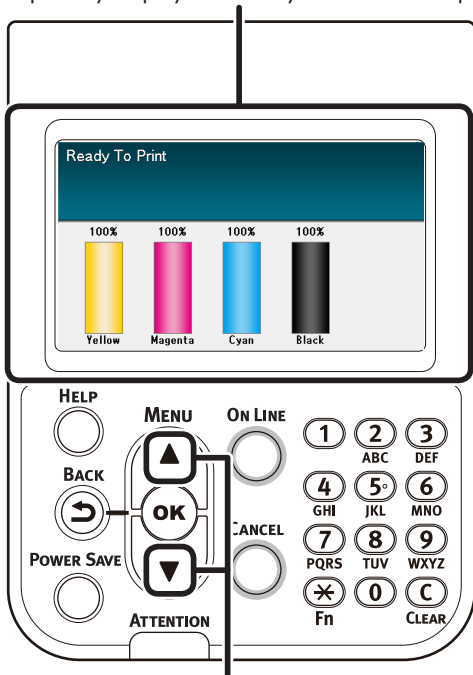 Ready To Print
100% 100% 100% 100%
Yellow Magenta Cyan Black
HELP
MENU
ON LINE
BACK
OK
CANCEL
POWER SAVE
ATTENTION
1 2 3
ABC DEF
4 5 6
GHI JKL MNO
7 8 9
PQRS TUV WXYZ
* 0 C
Fn CLEAR